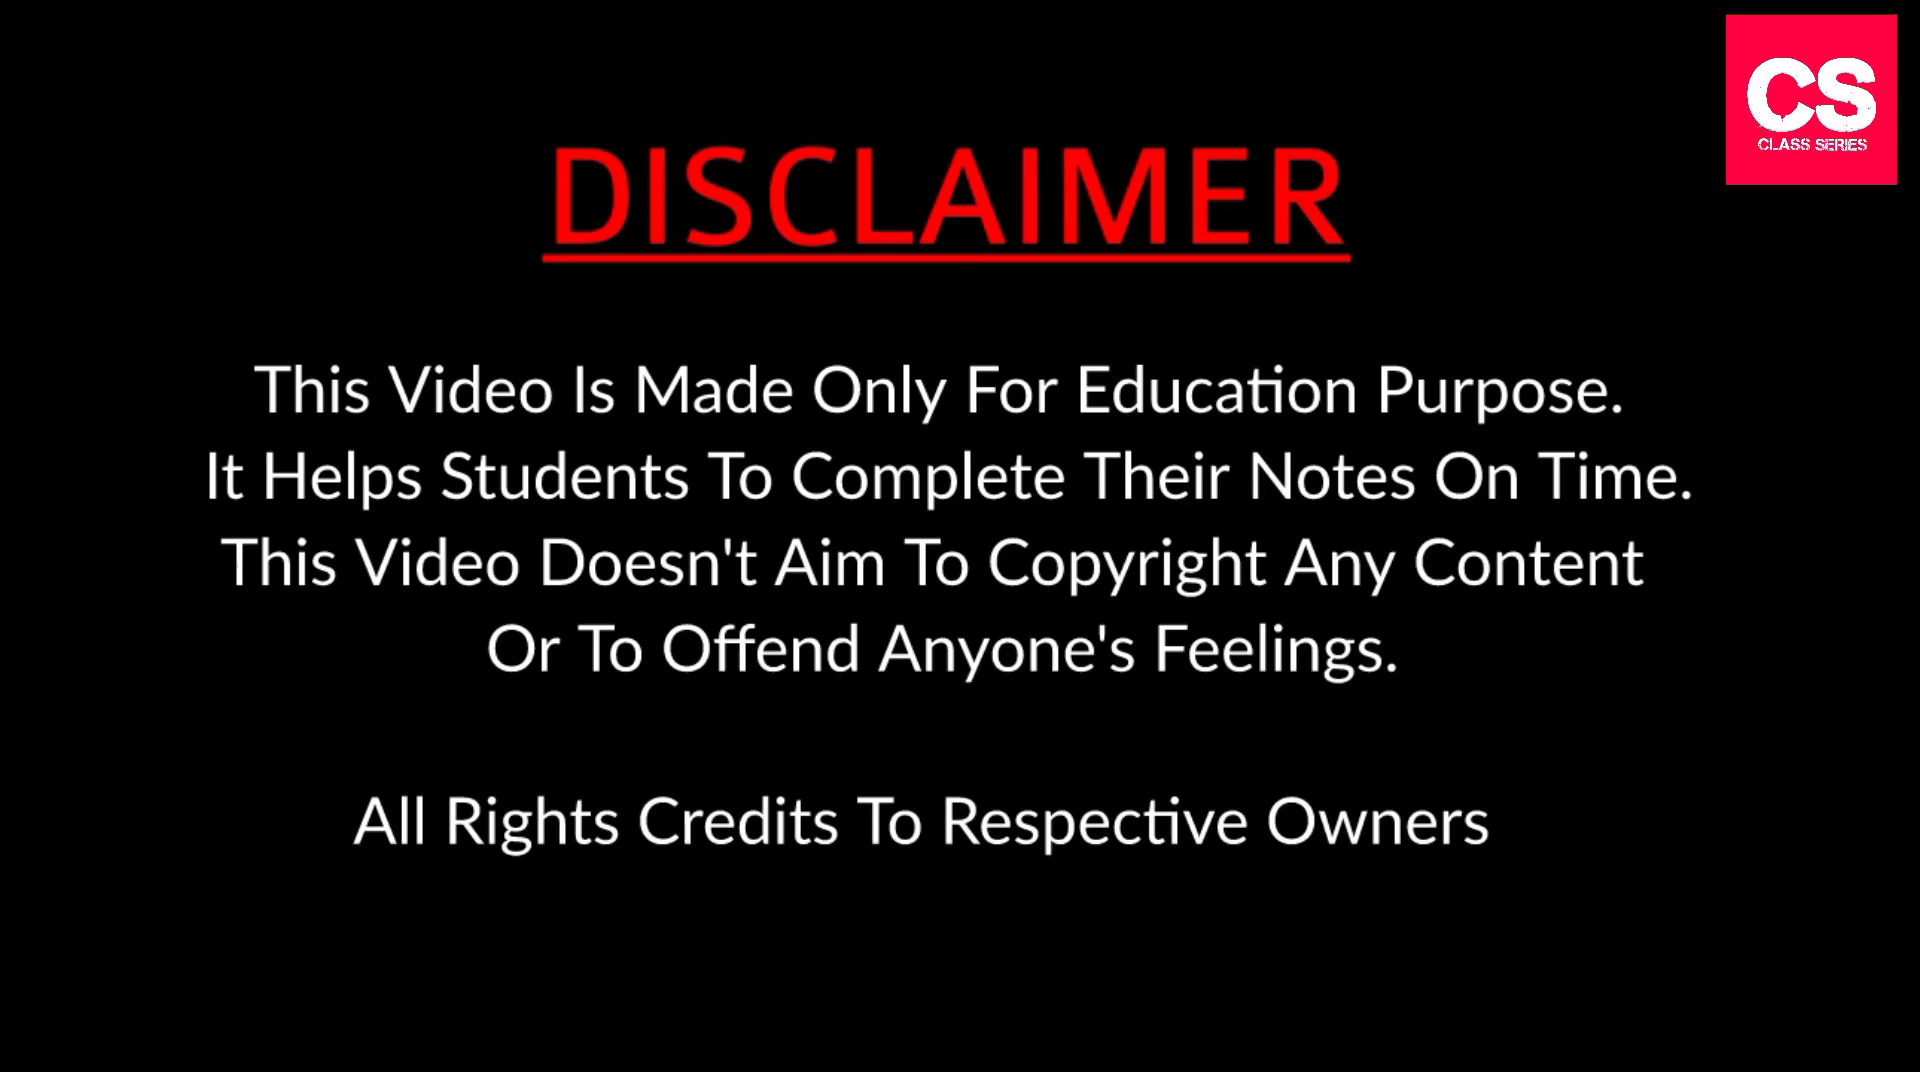 CS
CLASS SERIES
DISCLAIMER
This Video Is Made Only For Education Purpose.
It Helps Students To Complete Their Notes On Time.
This Video Doesn't Aim To Copyright Any Content
Or To Offend Anyone's Feelings.
All Rights Credits To Respective Owners